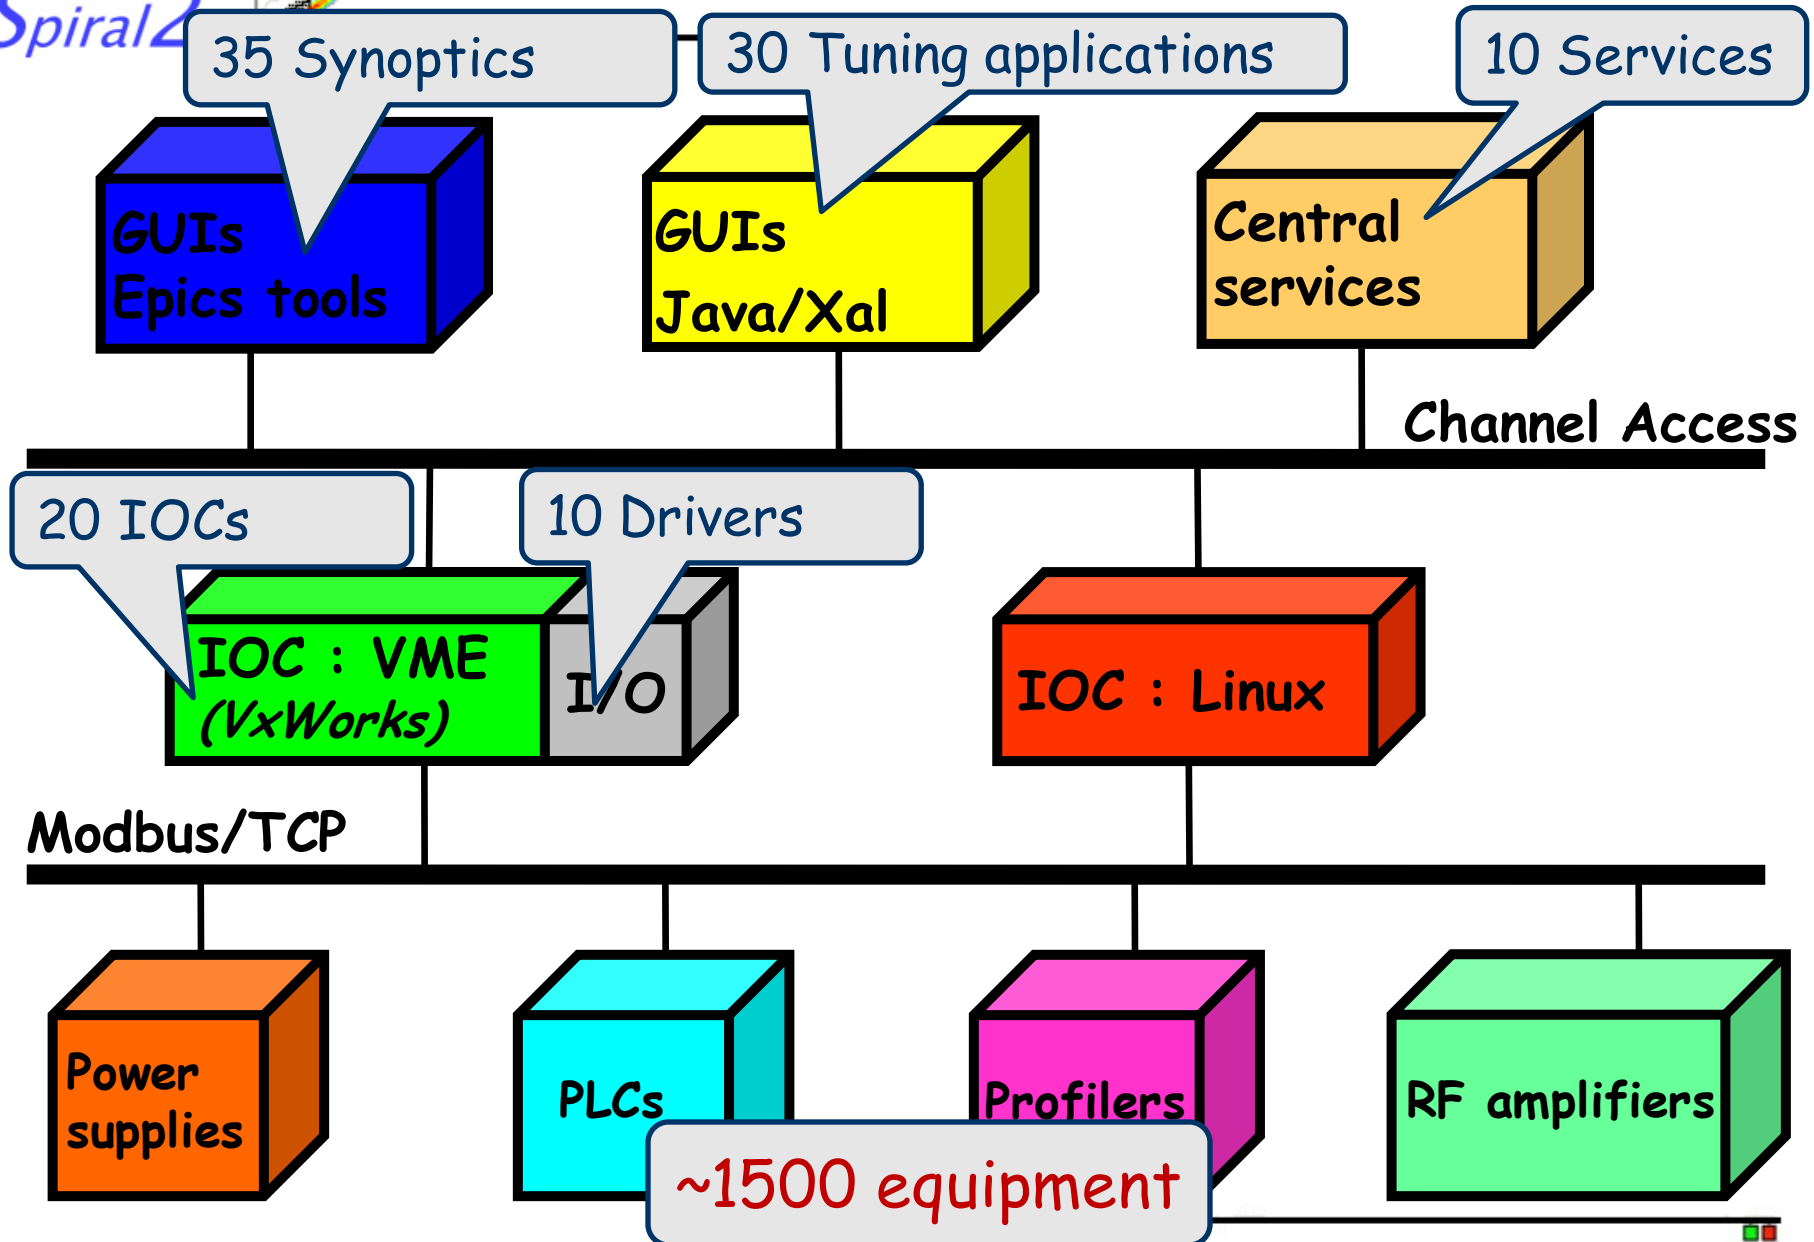 Spiral2
35 Synoptics
30 Tuning applications
10 Services
GUIs
Epics tools
GUIs
Java/Xal
Central
services
Channel Access
20 IOCs
10 Drivers
IOC : VME
(VxWorks)
I/O
IOC : Linux
Modbus/TCP
Power
supplies
PLCs
Profilers
RF amplifiers
~1500 equipment